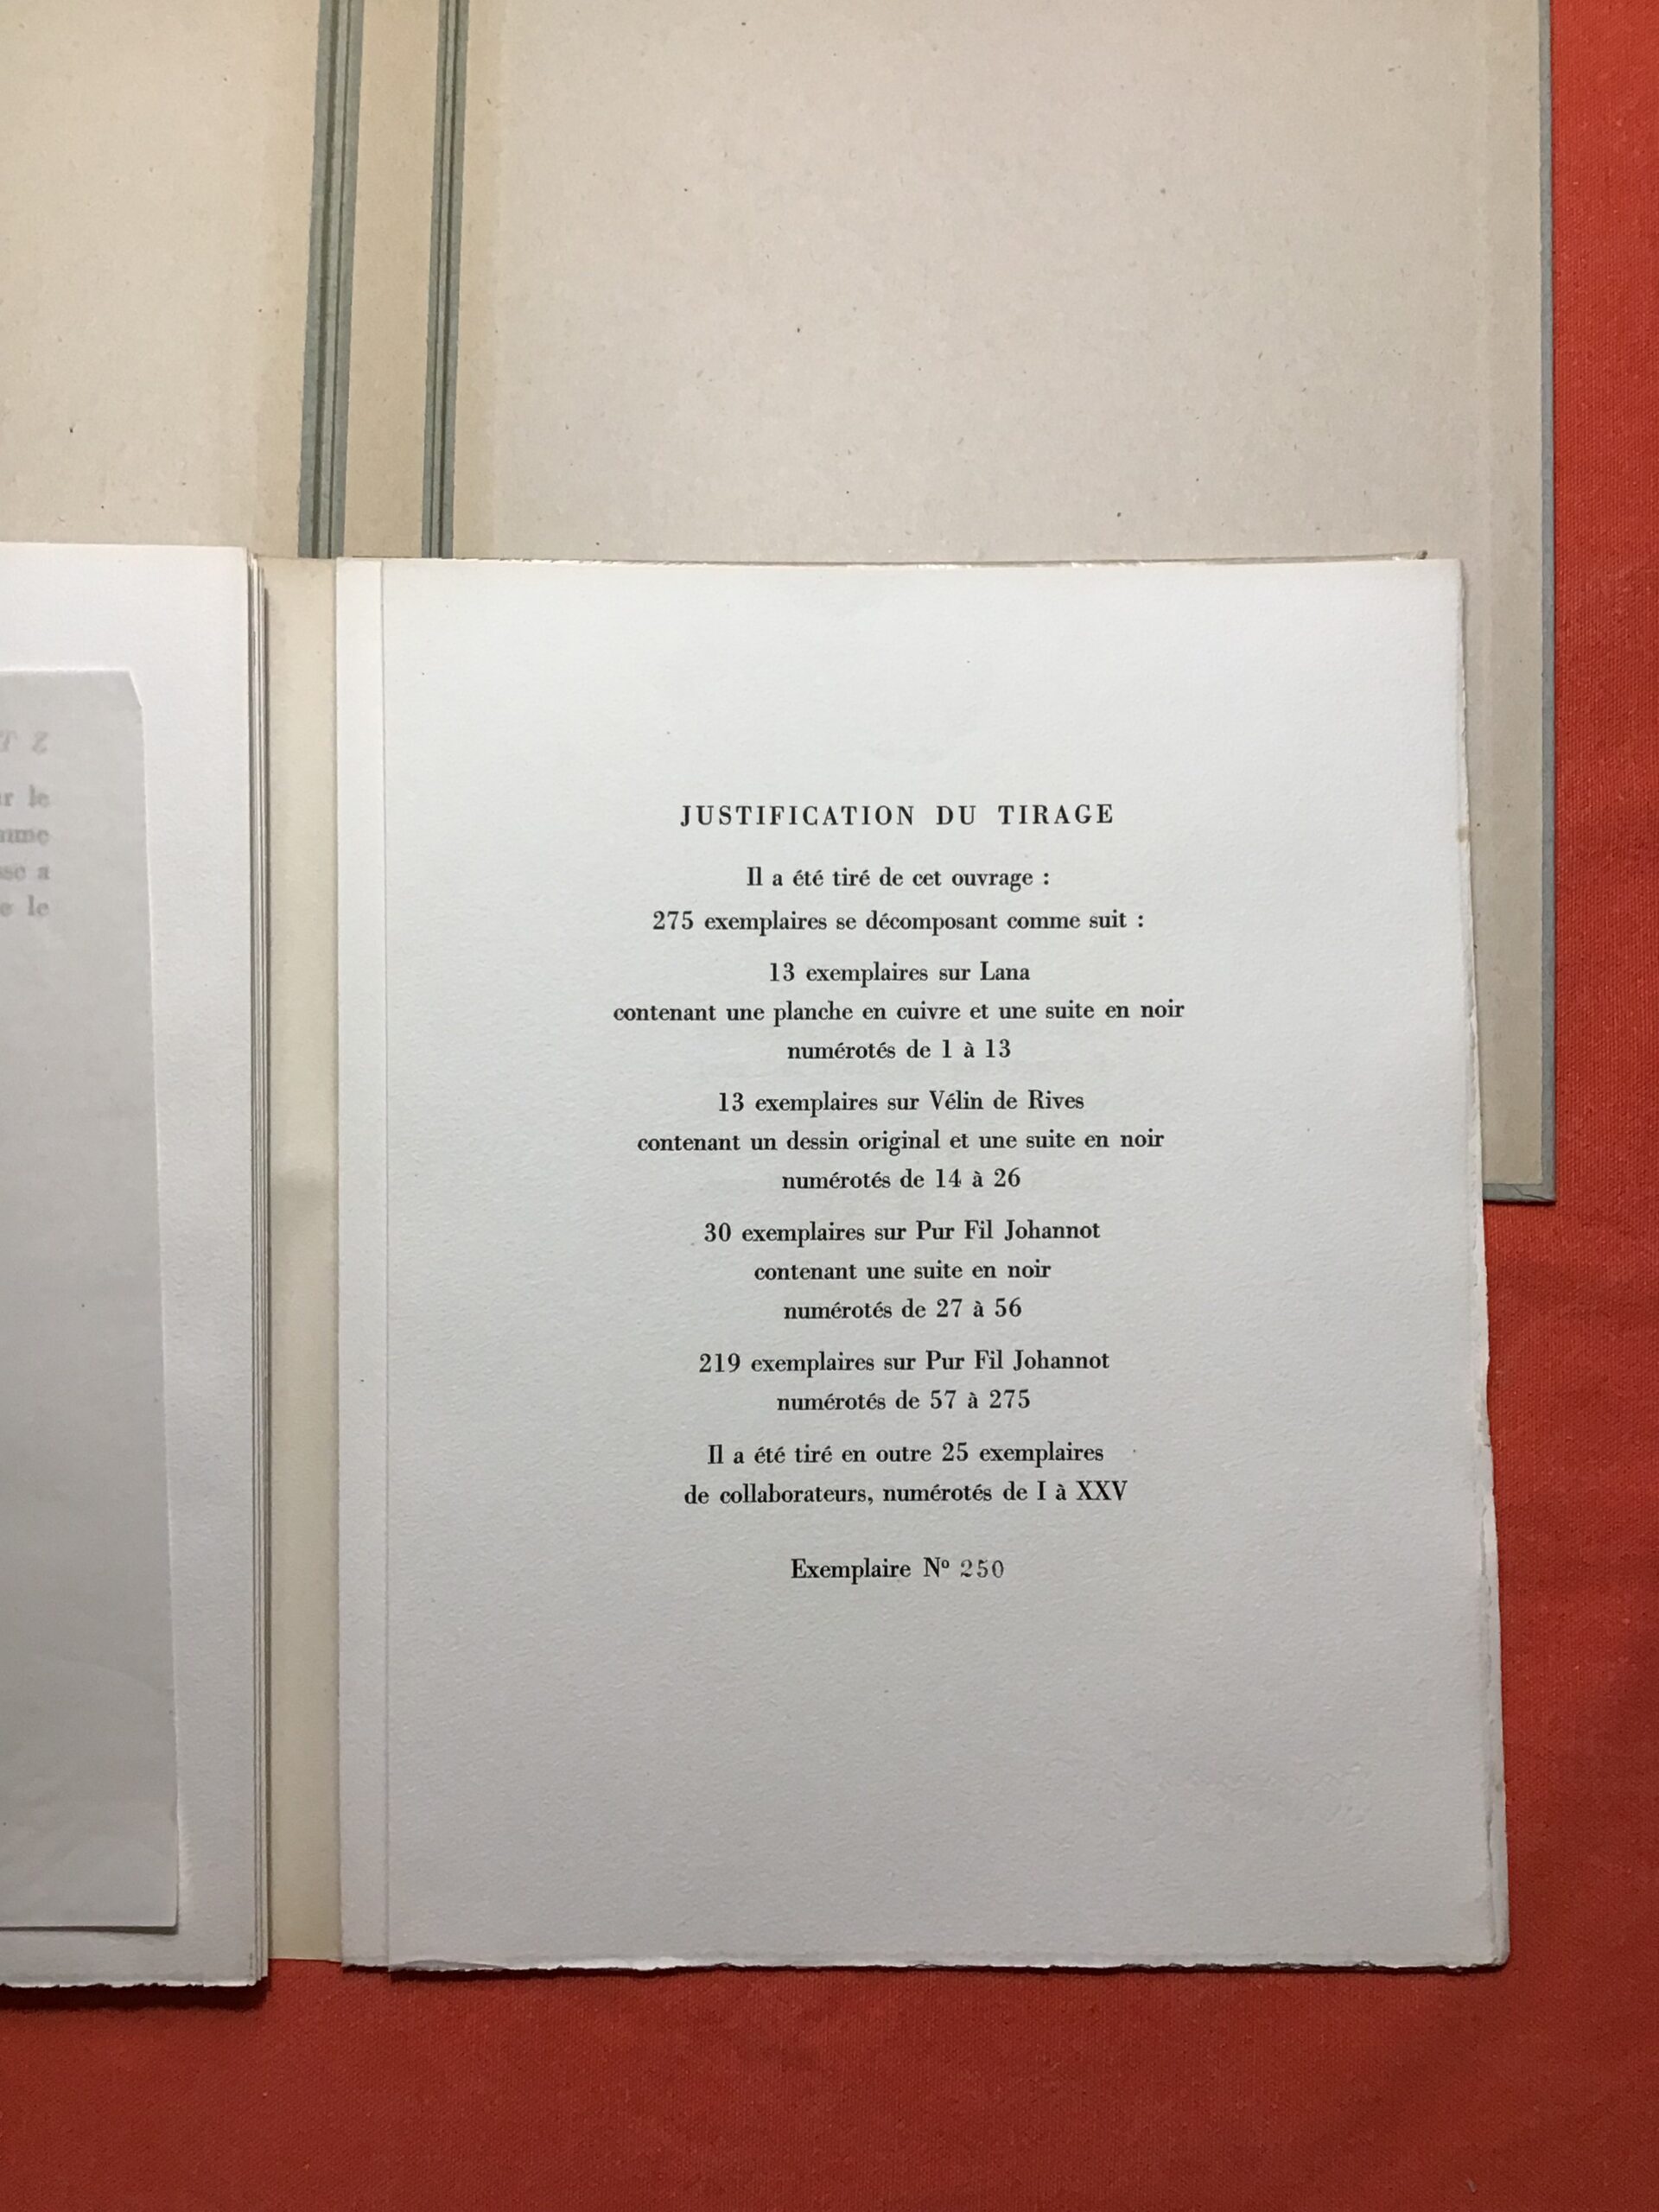 r le
a
e le
JUSTIFICATION DU TIRAGE
Il a été tiré de cet ouvrage :
275 exemplaires se décomposant comme suit :
13 exemplaires sur Lana
contenant une planche en cuivre et une suite en noir
numérotés de 1 à 13
13 exemplaires sur Vélin de Rives
contenant un dessin original et une suite en noir
numérotés de 14 à 26
30 exemplaires sur Pur Fil Johannot
contenant une suite en noir
numérotés de 27 à 56
219 exemplaires sur Pur Fil Johannot
numérotés de 57 à 275
Il a été tiré en outre 25 exemplaires
de collaborateurs, numérotés de I à XXV
Exemplaire Nº 250